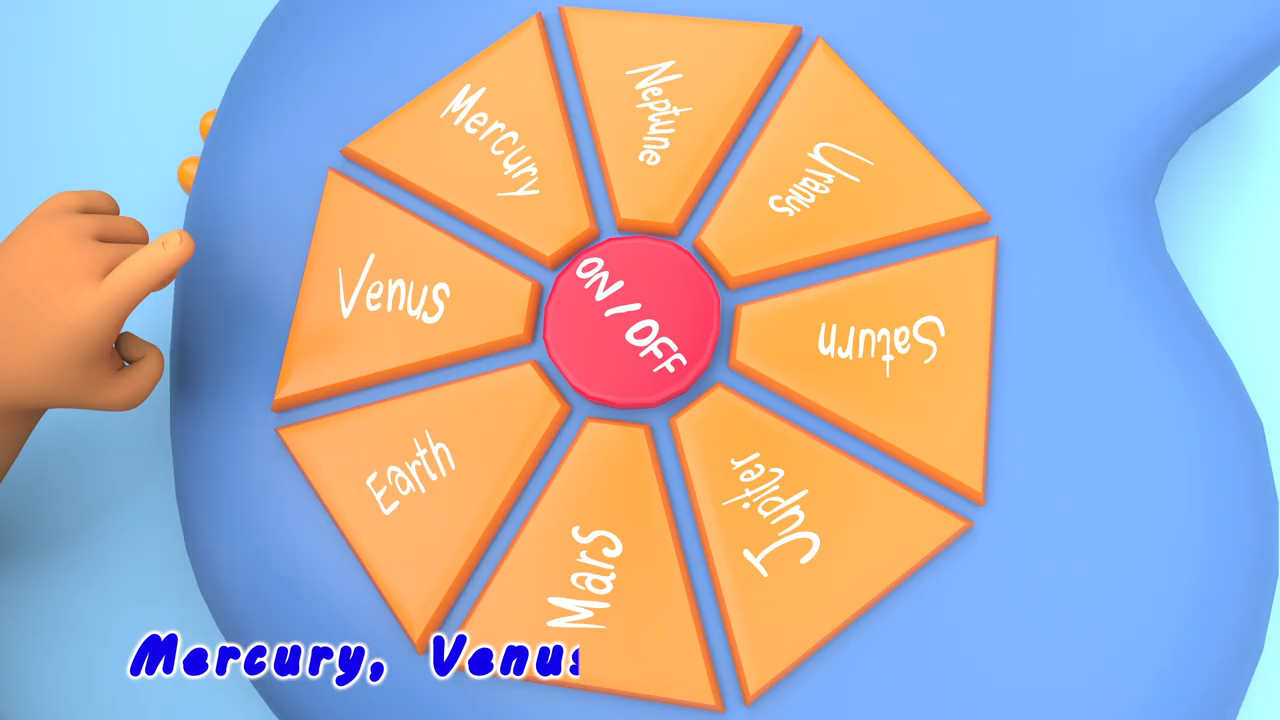 Neptune
Mercury
Uranus
Venus
ON / OFF
Saturn
Earth
Jupiter
Mars
Mercury, Venus